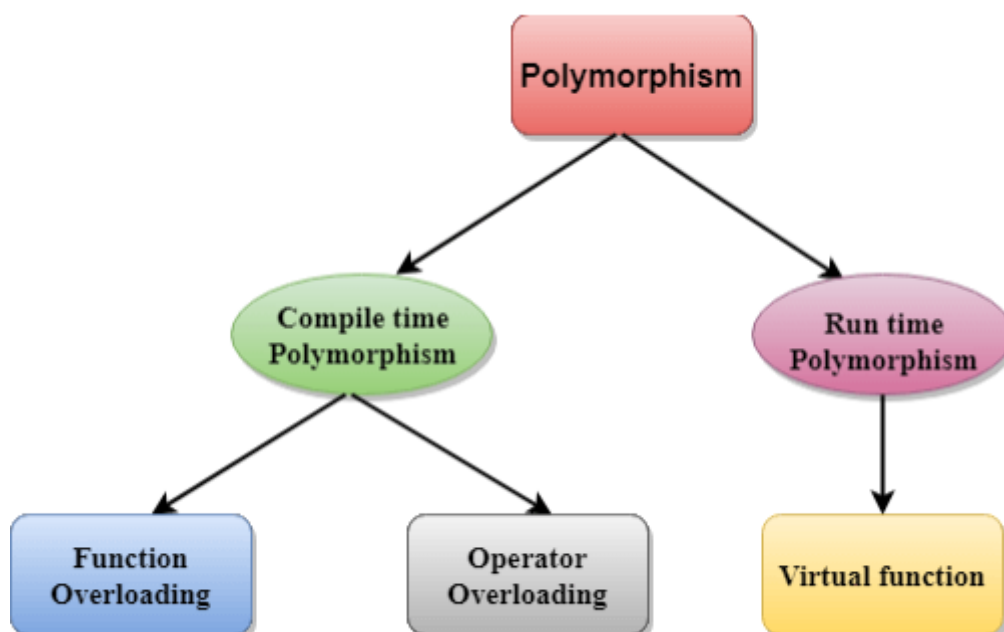 Polymorphism
Compile time
Polymorphism
Run time
Polymorphism
Function
Overloading
Operator
Overloading
Virtual function